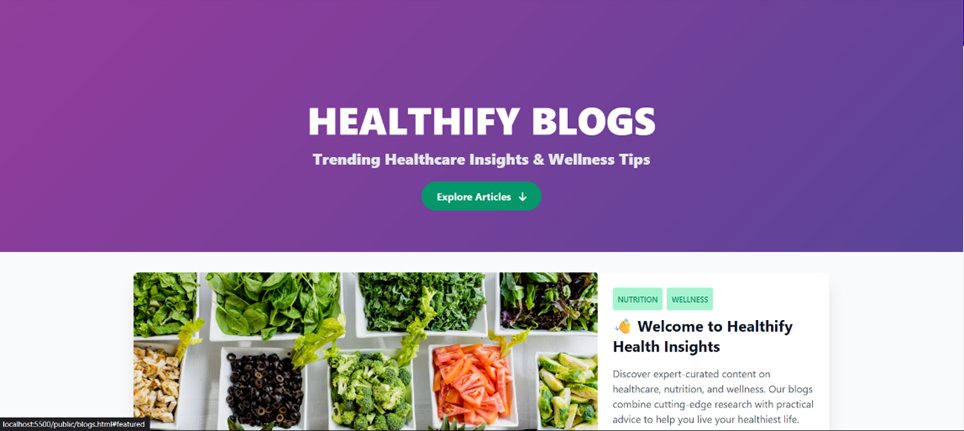 HEALTHIFY BLOGS
Trending Healthcare Insights & Wellness Tips
Explore Articles ↓
NUTRITION WELLNESS
👋 Welcome to Healthify
Health Insights
Discover expert-curated content on
healthcare, nutrition, and wellness. Our blogs
combine cutting-edge research with practical
advice to help you live your healthiest life.
localhost:5500/public/blogs.html#featured